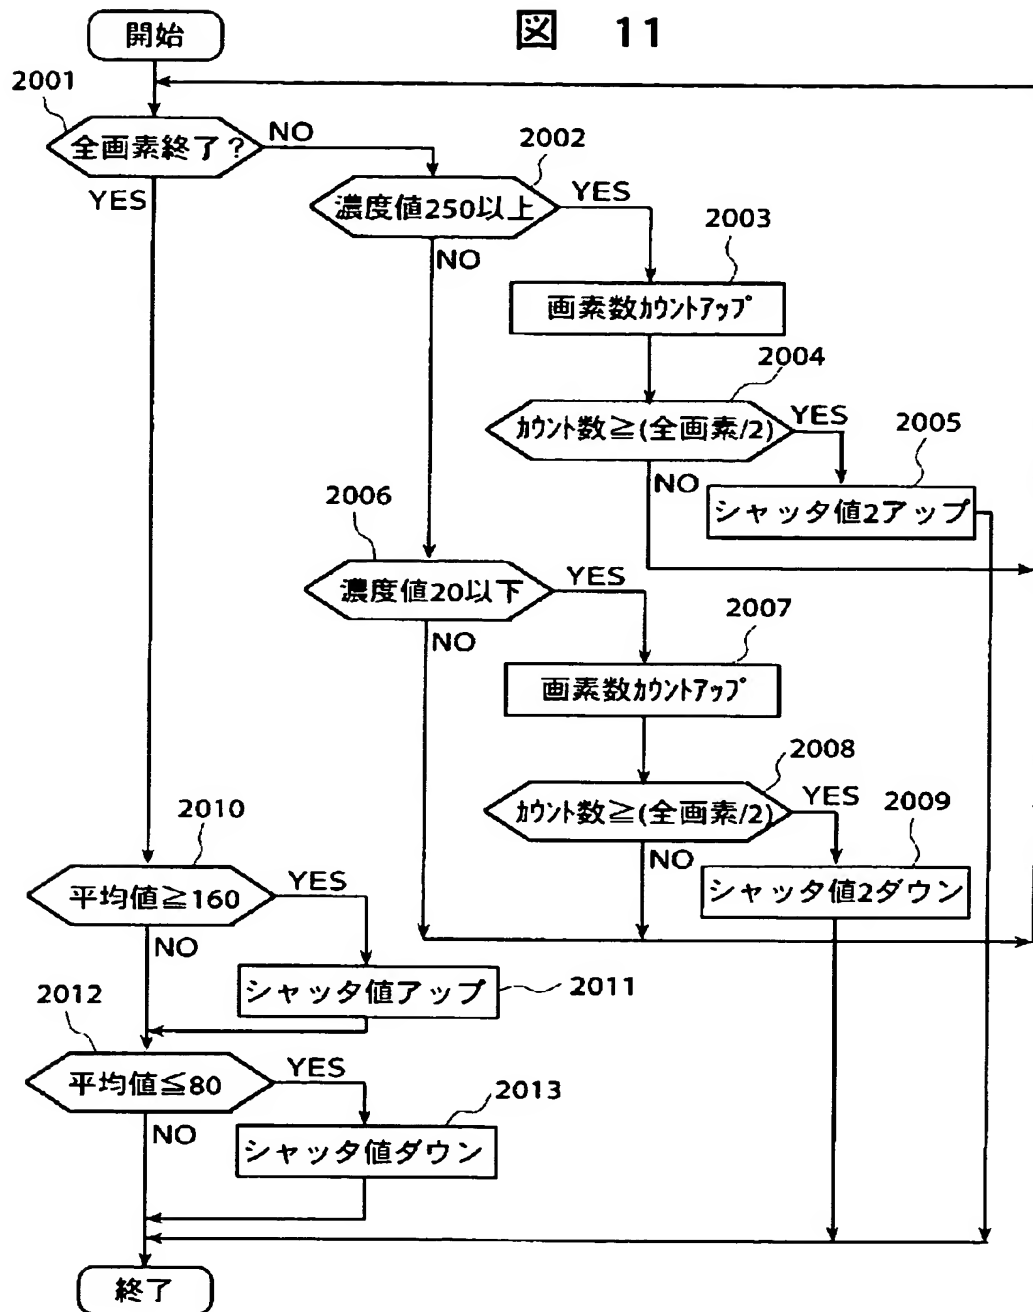 図 11
開始
2001
全画素終了？
NO
YES
2002
濃度値250以上
YES
NO
2003
画素数ｶｳﾝﾄｱｯﾌﾟ
2004
ｶｳﾝﾄ数≧(全画素/2)
YES
NO
2005
シャッタ値2アップ
2006
濃度値20以下
YES
NO
2007
画素数ｶｳﾝﾄｱｯﾌﾟ
2008
ｶｳﾝﾄ数≧(全画素/2)
YES
NO
2009
シャッタ値2ダウン
2010
平均値≧160
YES
NO
シャッタ値アップ
2011
2012
平均値≦80
YES
NO
2013
シャッタ値ダウン
終了